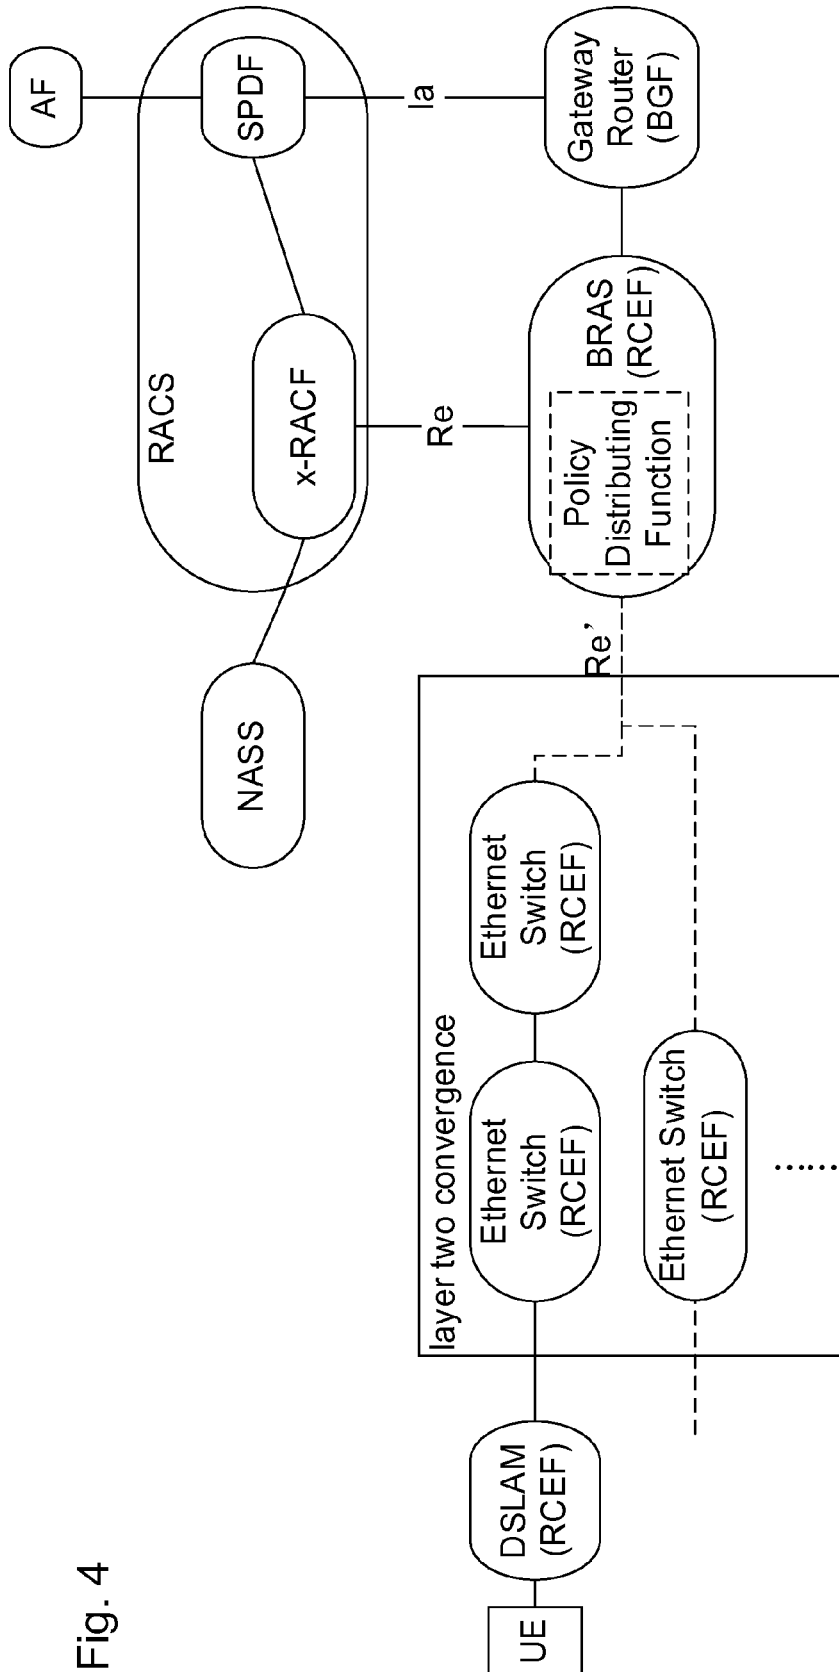 AF
RACS
SPDF
x-RACF
NASS
Ia
Re
Gateway
Router
(BGF)
BRAS
(RCEF)
Policy
Distributing
Function
Re’
layer two convergence
Ethernet
Switch
(RCEF)
Ethernet
Switch
(RCEF)
Ethernet Switch
(RCEF)
......
DSLAM
(RCEF)
UE
Fig. 4